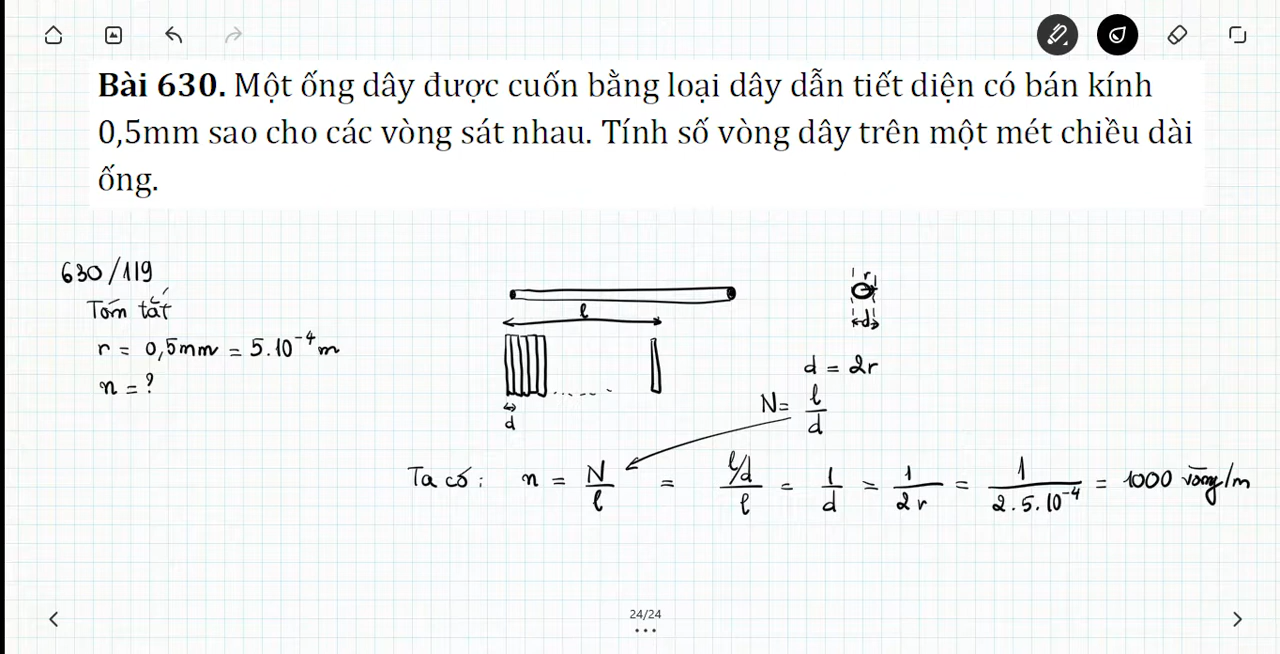 Bài 630. Một ống dây được cuốn bằng loại dây dẫn tiết diện có bán kính
0,5mm sao cho các vòng sát nhau. Tính số vòng dây trên một mét chiều dài
ống.
630/119
Tóm tắt
r = 0,5mm = 5.10⁻⁴ m
n = ?
l
d
r
d
d = 2r
N = l/d
Ta có: n = N/l = (l/d)/l = 1/d = 1/2r = 1/(2.5.10⁻⁴) = 1000 vòng/m
24/24